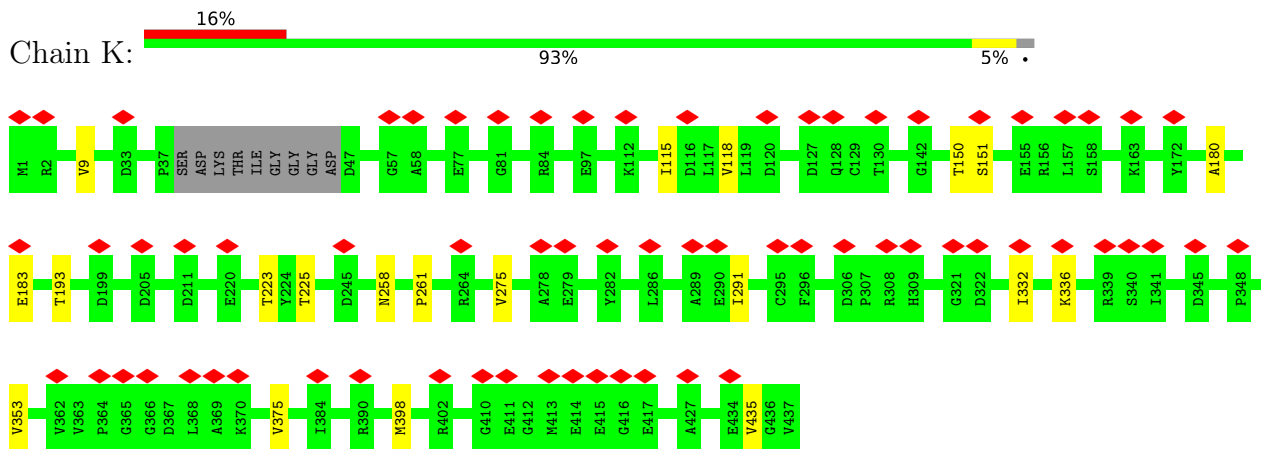 16%
Chain K:
93% 5% •
M1 R2 V9 D33 P37 SER ASP LYS THR ILE GLY GLY GLY ASP D47 G57 A58 E77 G81 R84 E97 K112 I115 D116 L117 V118 L119 D120 D127 Q128 C129 T130 G142 T150 S151 E155 R156 L157 S158 K163 Y172 A180
E183 T193 D199 D205 D211 E220 T223 Y224 T225 D245 N258 P261 R264 V275 A278 E279 Y282 L286 A289 E290 I291 C295 F296 D306 P307 R308 H309 G321 D322 I332 K336 R339 S340 I341 D345 P348
V353 V362 V363 P364 G365 G366 D367 L368 A369 K370 V375 I384 R390 M398 R402 G410 E411 G412 M413 E414 E415 G416 E417 A427 E434 V435 G436 V437